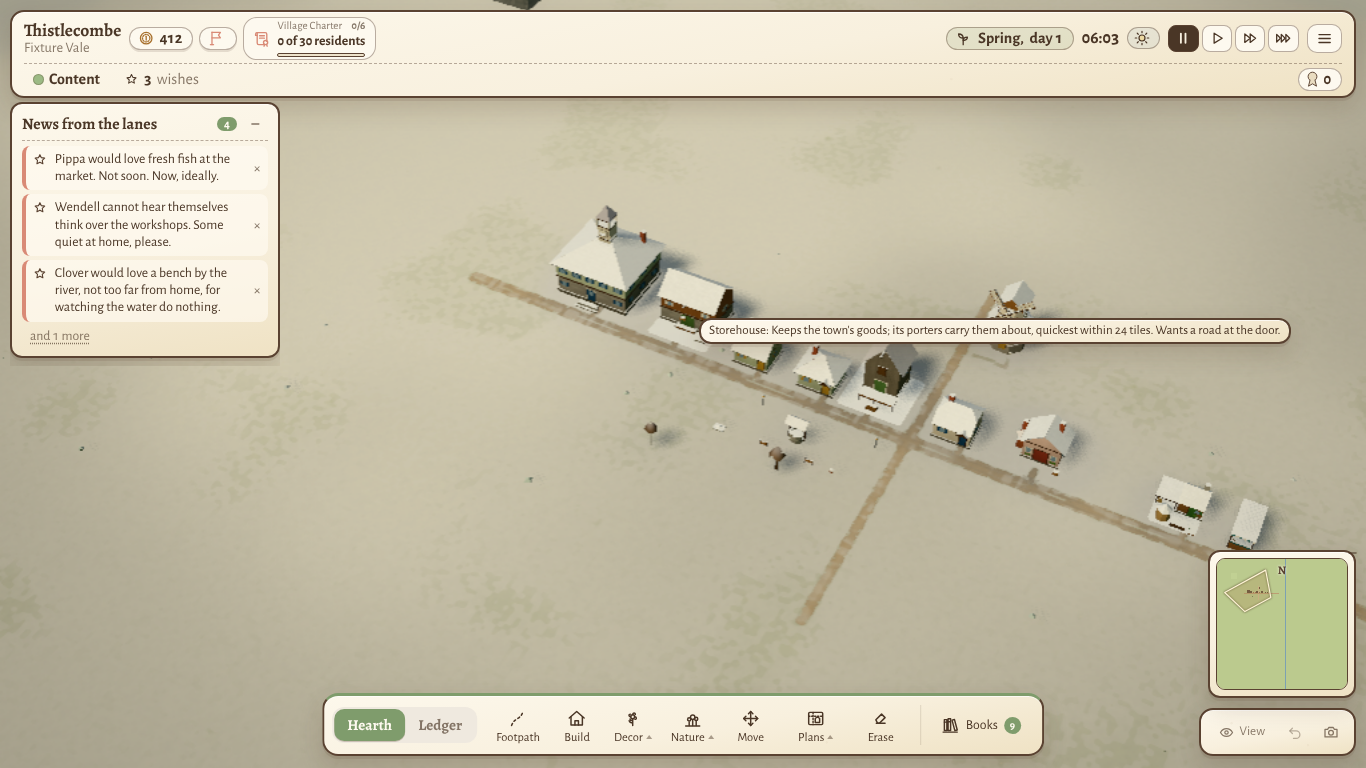 Thistlecombe
Fixture Vale
412
Village Charter 0/6
0 of 30 residents
Spring, day 1
06:03
Content
3 wishes
0
News from the lanes
4
Pippa would love fresh fish at the
market. Not soon. Now, ideally.
Wendell cannot hear themselves
think over the workshops. Some
quiet at home, please.
Clover would love a bench by the
river, not too far from home, for
watching the water do nothing.
and 1 more
Storehouse: Keeps the town's goods; its porters carry them about, quickest within 24 tiles. Wants a road at the door.
N
Hearth
Ledger
Footpath
Build
Decor
Nature
Move
Plans
Erase
Books 9
View